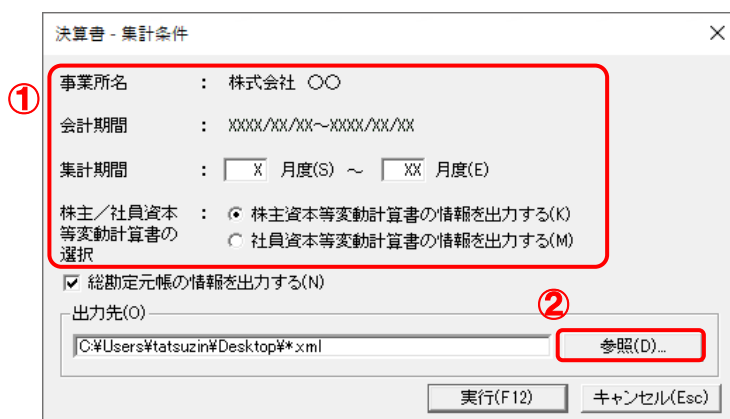 決算書 - 集計条件
①
事業所名 : 株式会社 〇〇
会計期間 : XXXX/XX/XX～XXXX/XX/XX
集計期間 : X 月度(S) ～ XX 月度(E)
株主／社員資本 : 株主資本等変動計算書の情報を出力する(K)
等変動計算書の 社員資本等変動計算書の情報を出力する(M)
選択
総勘定元帳の情報を出力する(N)
②
出力先(O)
C:¥Users¥tatsuzin¥Desktop¥*.xml 参照(D)...
実行(F12) キャンセル(Esc)